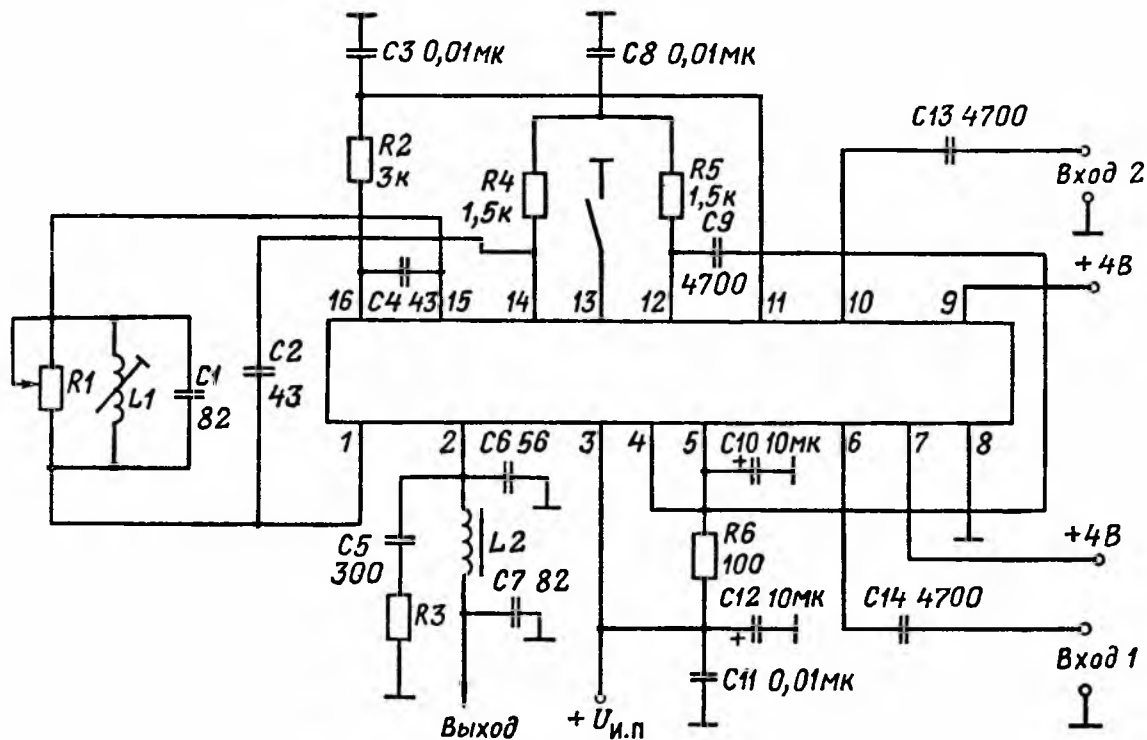 C3 0,01мк
C8 0,01мк
C13 4700
Вход 2
R2
3к
R4
1,5к
R5
1,5к
C9
4700
+4В
16
C4 43
15
14
13
12
11
10
9
R1
L1
C1
82
C2
43
1
2
C6 56
3
4
5
C10 10мк
+
6
7
8
C5
300
L2
R6
100
+4В
R3
C7 82
C12 10мк
+
C14 4700
C11 0,01мк
Вход 1
Выход
+ Uи.п